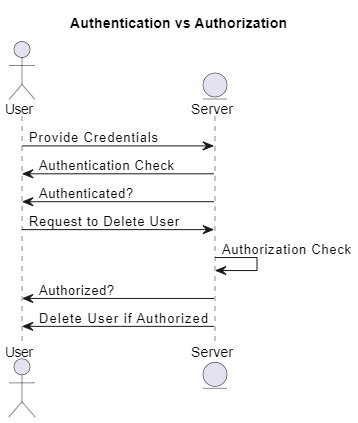 Authentication vs Authorization
User
Server
Provide Credentials
Authentication Check
Authenticated?
Request to Delete User
Authorization Check
Authorized?
Delete User if Authorized
User
Server